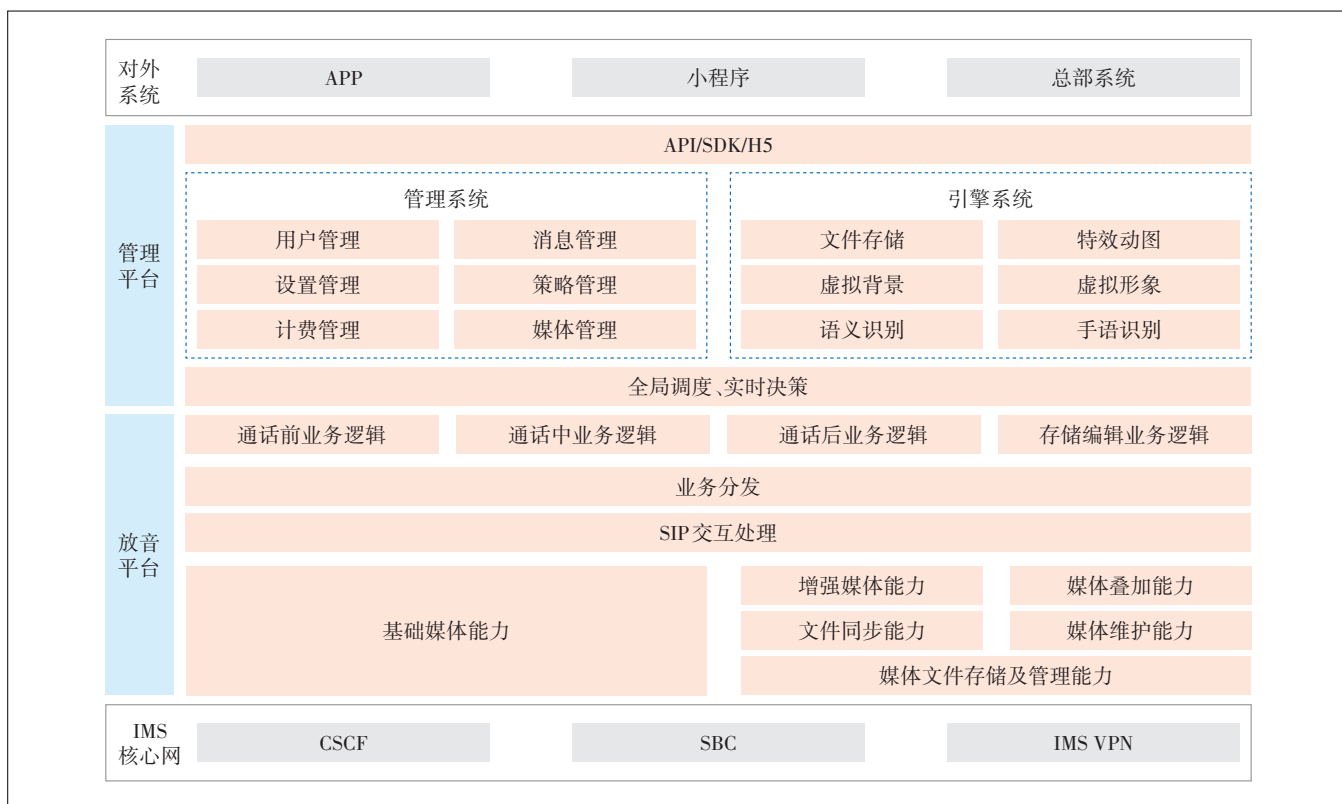 对外
系统
APP
小程序
总部系统
管理
平台
API/SDK/H5
管理系统
用户管理
消息管理
设置管理
策略管理
计费管理
媒体管理
引擎系统
文件存储
特效动图
虚拟背景
虚拟形象
语义识别
手语识别
全局调度、实时决策
放音
平台
通话前业务逻辑
通话中业务逻辑
通话后业务逻辑
存储编辑业务逻辑
业务分发
SIP交互处理
基础媒体能力
增强媒体能力
媒体叠加能力
文件同步能力
媒体维护能力
媒体文件存储及管理能力
IMS
核心网
CSCF
SBC
IMS VPN